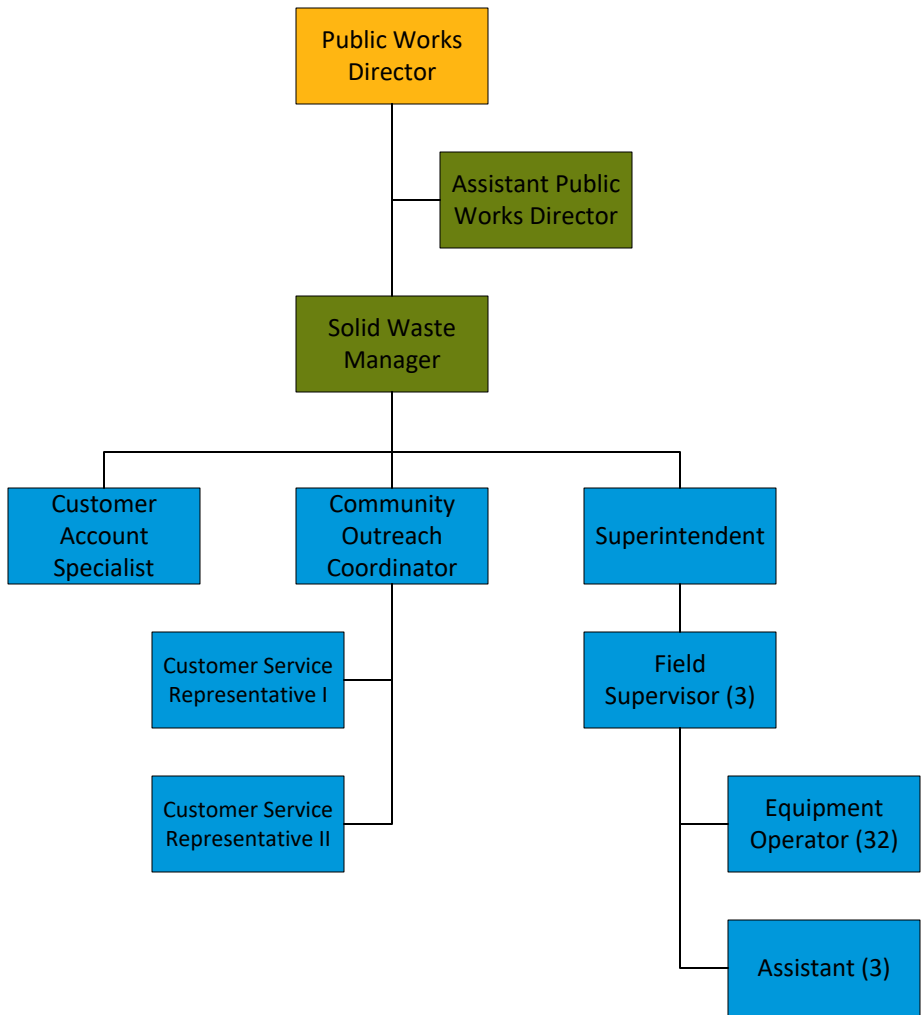 Public Works
Director
Assistant Public
Works Director
Solid Waste
Manager
Customer
Account
Specialist
Community
Outreach
Coordinator
Superintendent
Customer Service
Representative I
Field
Supervisor (3)
Customer Service
Representative II
Equipment
Operator (32)
Assistant (3)